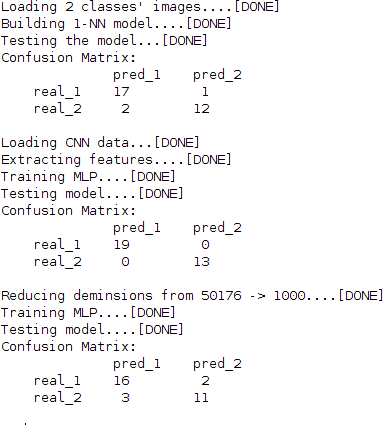 Loading 2 classes' images....[DONE]
Building 1-NN model....[DONE]
Testing the model...[DONE]
Confusion Matrix:
pred_1 pred_2
real_1 17 1
real_2 2 12
Loading CNN data...[DONE]
Extracting features....[DONE]
Training MLP....[DONE]
Testing model....[DONE]
Confusion Matrix:
pred_1 pred_2
real_1 19 0
real_2 0 13
Reducing deminsions from 50176 -> 1000....[DONE]
Training MLP....[DONE]
Testing model....[DONE]
Confusion Matrix:
pred_1 pred_2
real_1 16 2
real_2 3 11
.